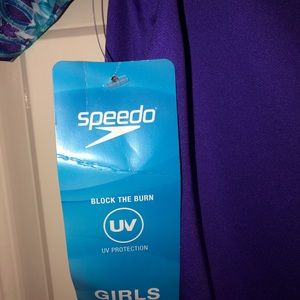 speedo
BLOCK THE BURN
UV
UV PROTECTION
GIRLS